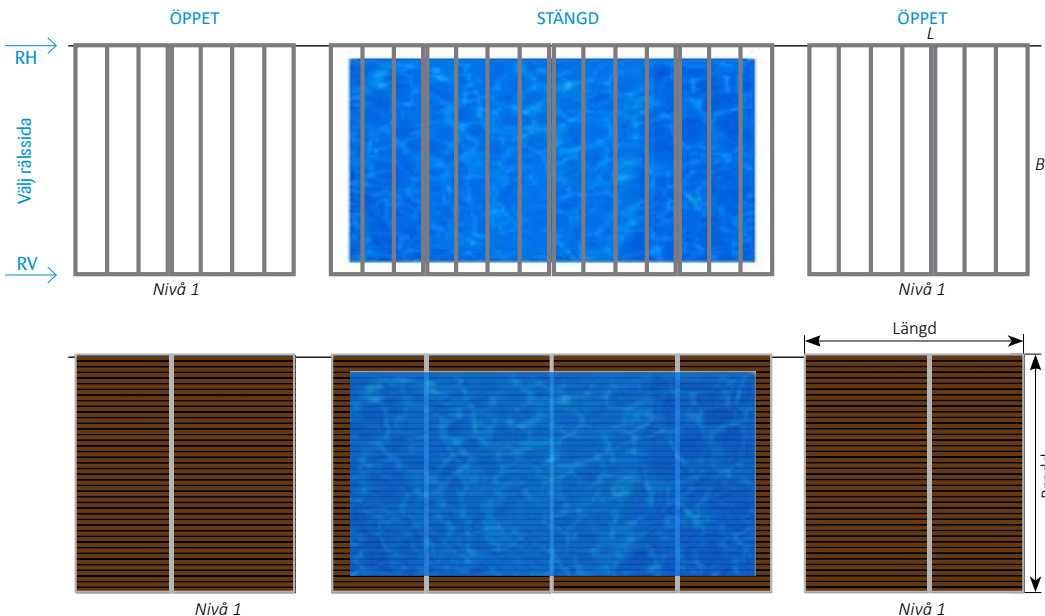 ÖPPET
STÄNGD
ÖPPET
L
RH
Välj rälssida
B
RV
Nivå 1
Nivå 1
Längd
Nivå 1
Nivå 1